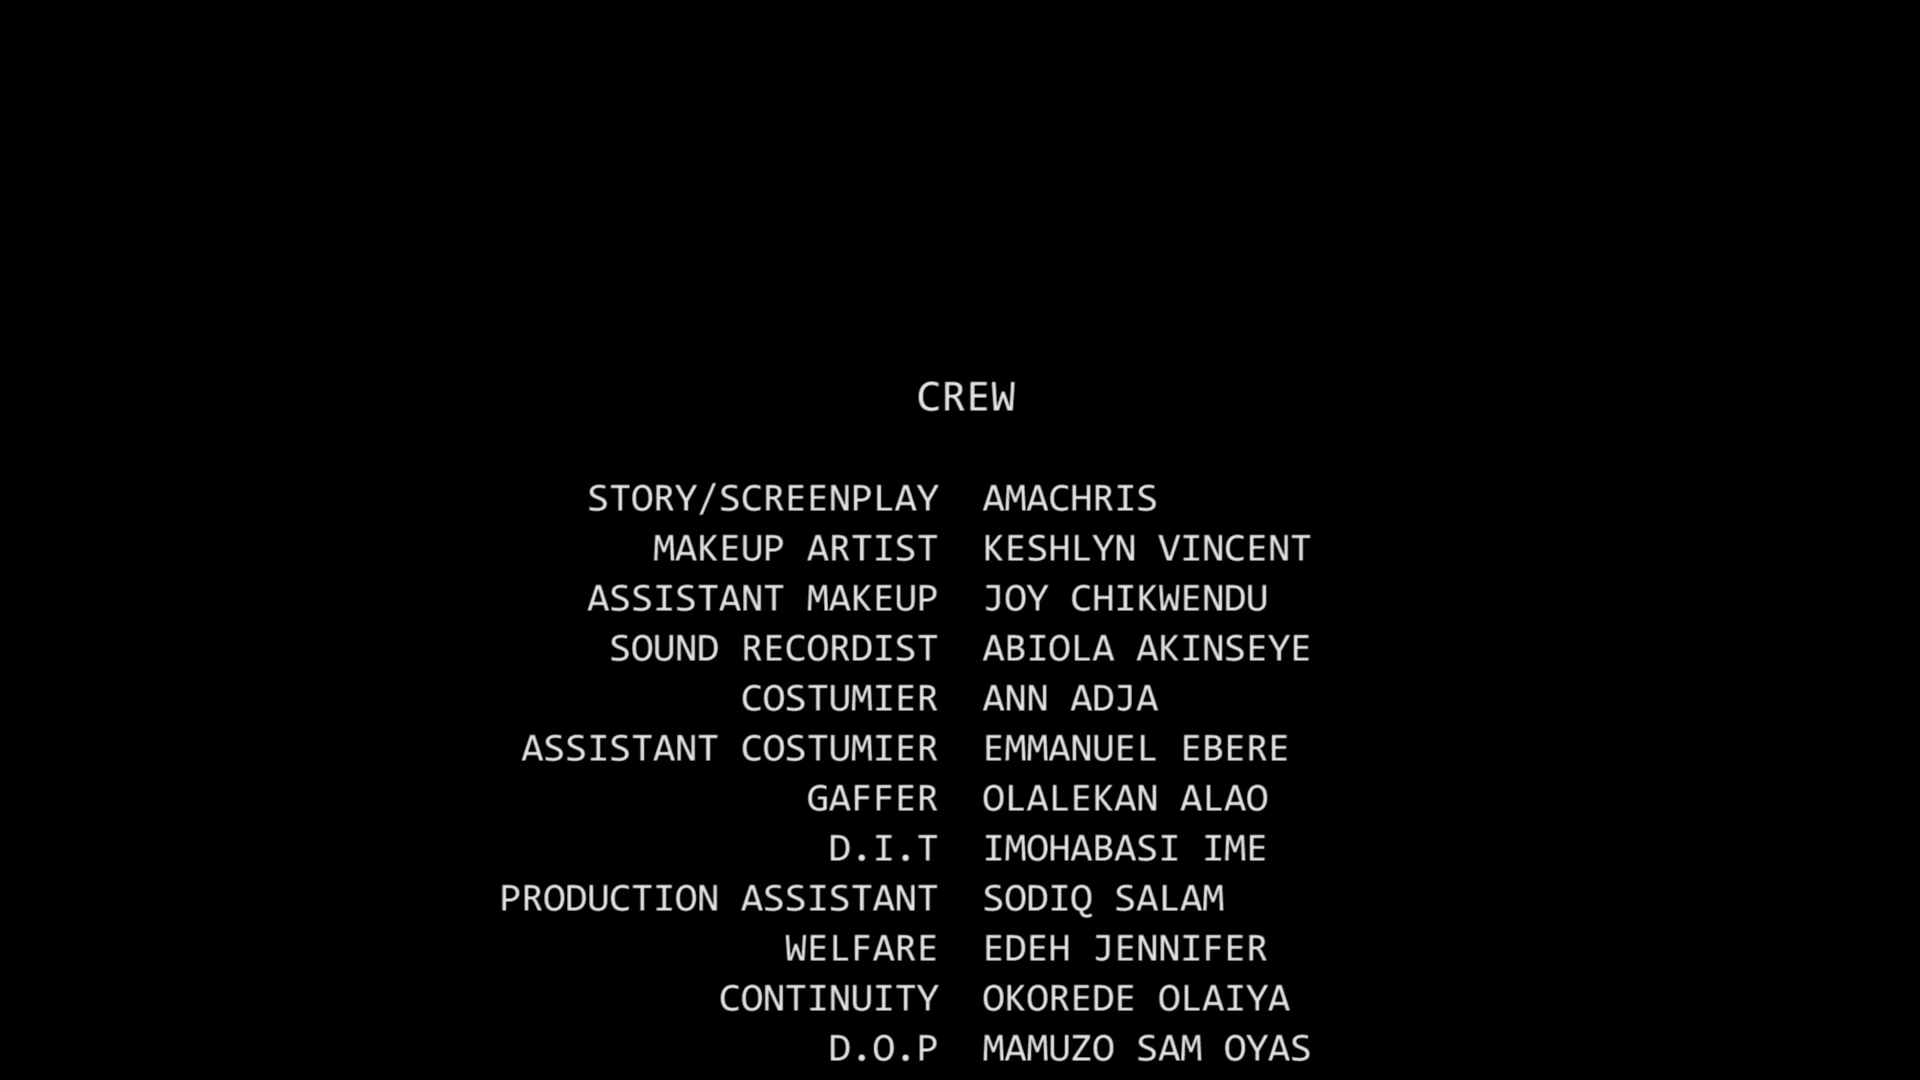 CREW
STORY/SCREENPLAY AMACHRIS
MAKEUP ARTIST KESHLYN VINCENT
ASSISTANT MAKEUP JOY CHIKWENDU
SOUND RECORDIST ABIOLA AKINSEYE
COSTUMIER ANN ADJA
ASSISTANT COSTUMIER EMMANUEL EBERE
GAFFER OLALEKAN ALAO
D.I.T IMOHABASI IME
PRODUCTION ASSISTANT SODIQ SALAM
WELFARE EDEH JENNIFER
CONTINUITY OKOREDE OLAIYA
D.O.P MAMUZO SAM OYAS